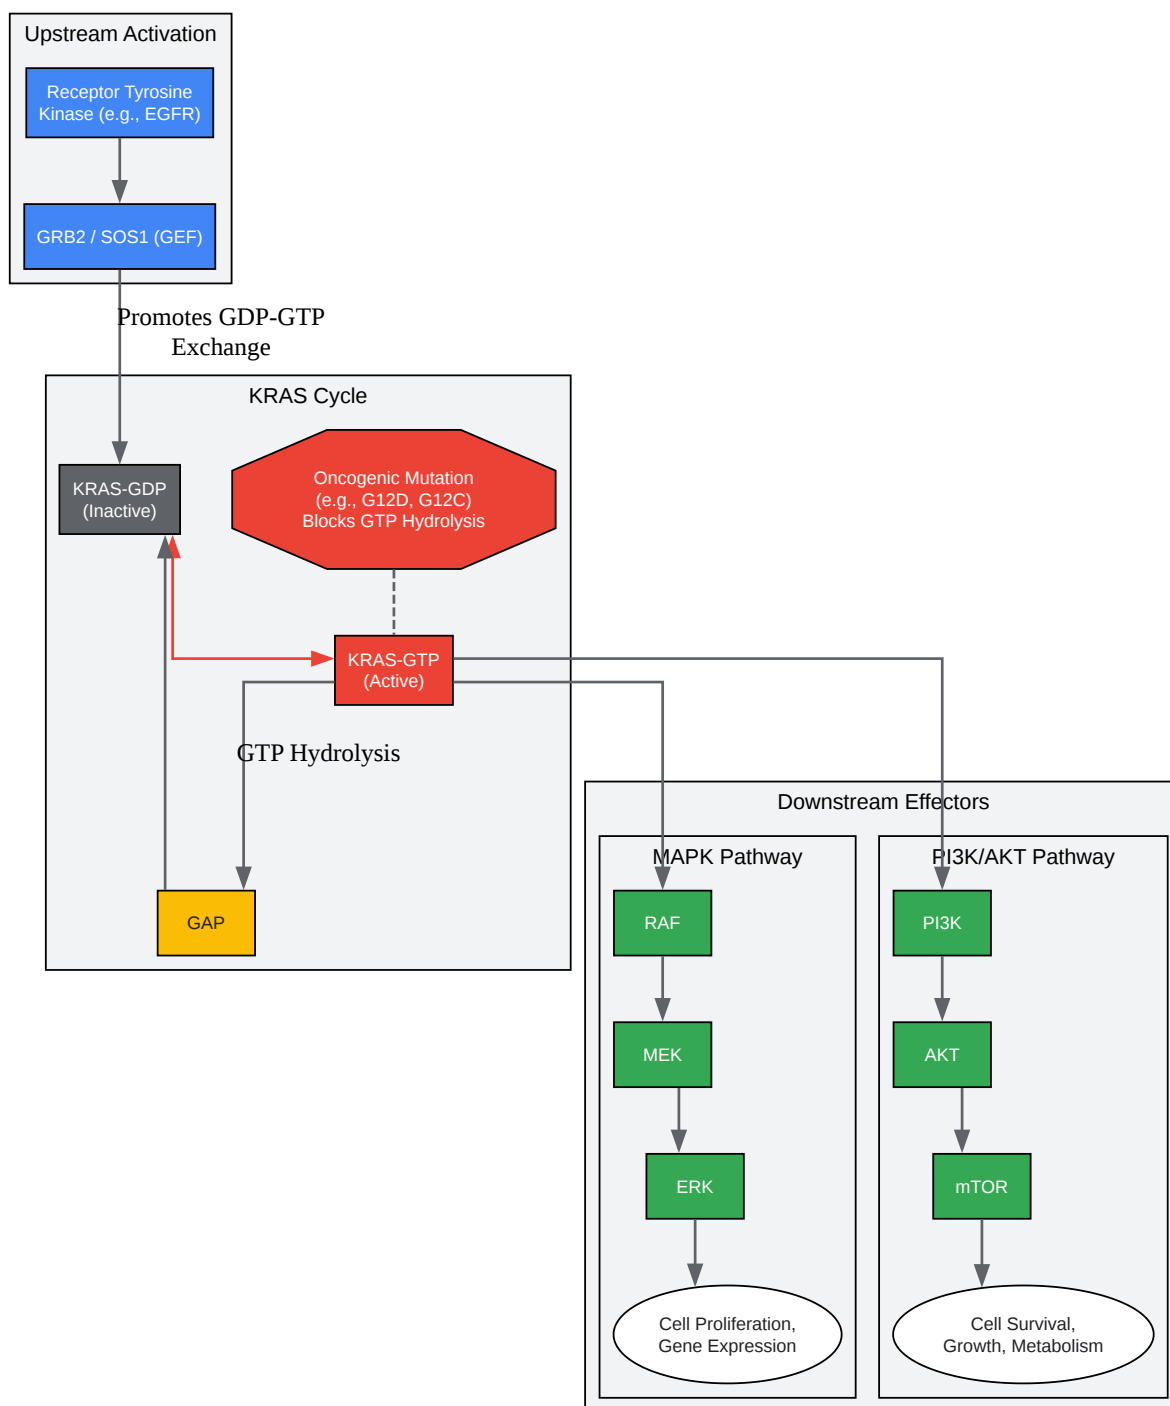 Upstream Activation
Receptor Tyrosine
Kinase (e.g., EGFR)
GRB2 / SOS1 (GEF)
Promotes GDP-GTP
Exchange
KRAS Cycle
KRAS-GDP
(Inactive)
Oncogenic Mutation
(e.g., G12D, G12C)
Blocks GTP Hydrolysis
KRAS-GTP
(Active)
GTP Hydrolysis
GAP
Downstream Effectors
MAPK Pathway
RAF
MEK
ERK
Cell Proliferation,
Gene Expression
PI3K/AKT Pathway
PI3K
AKT
mTOR
Cell Survival,
Growth, Metabolism